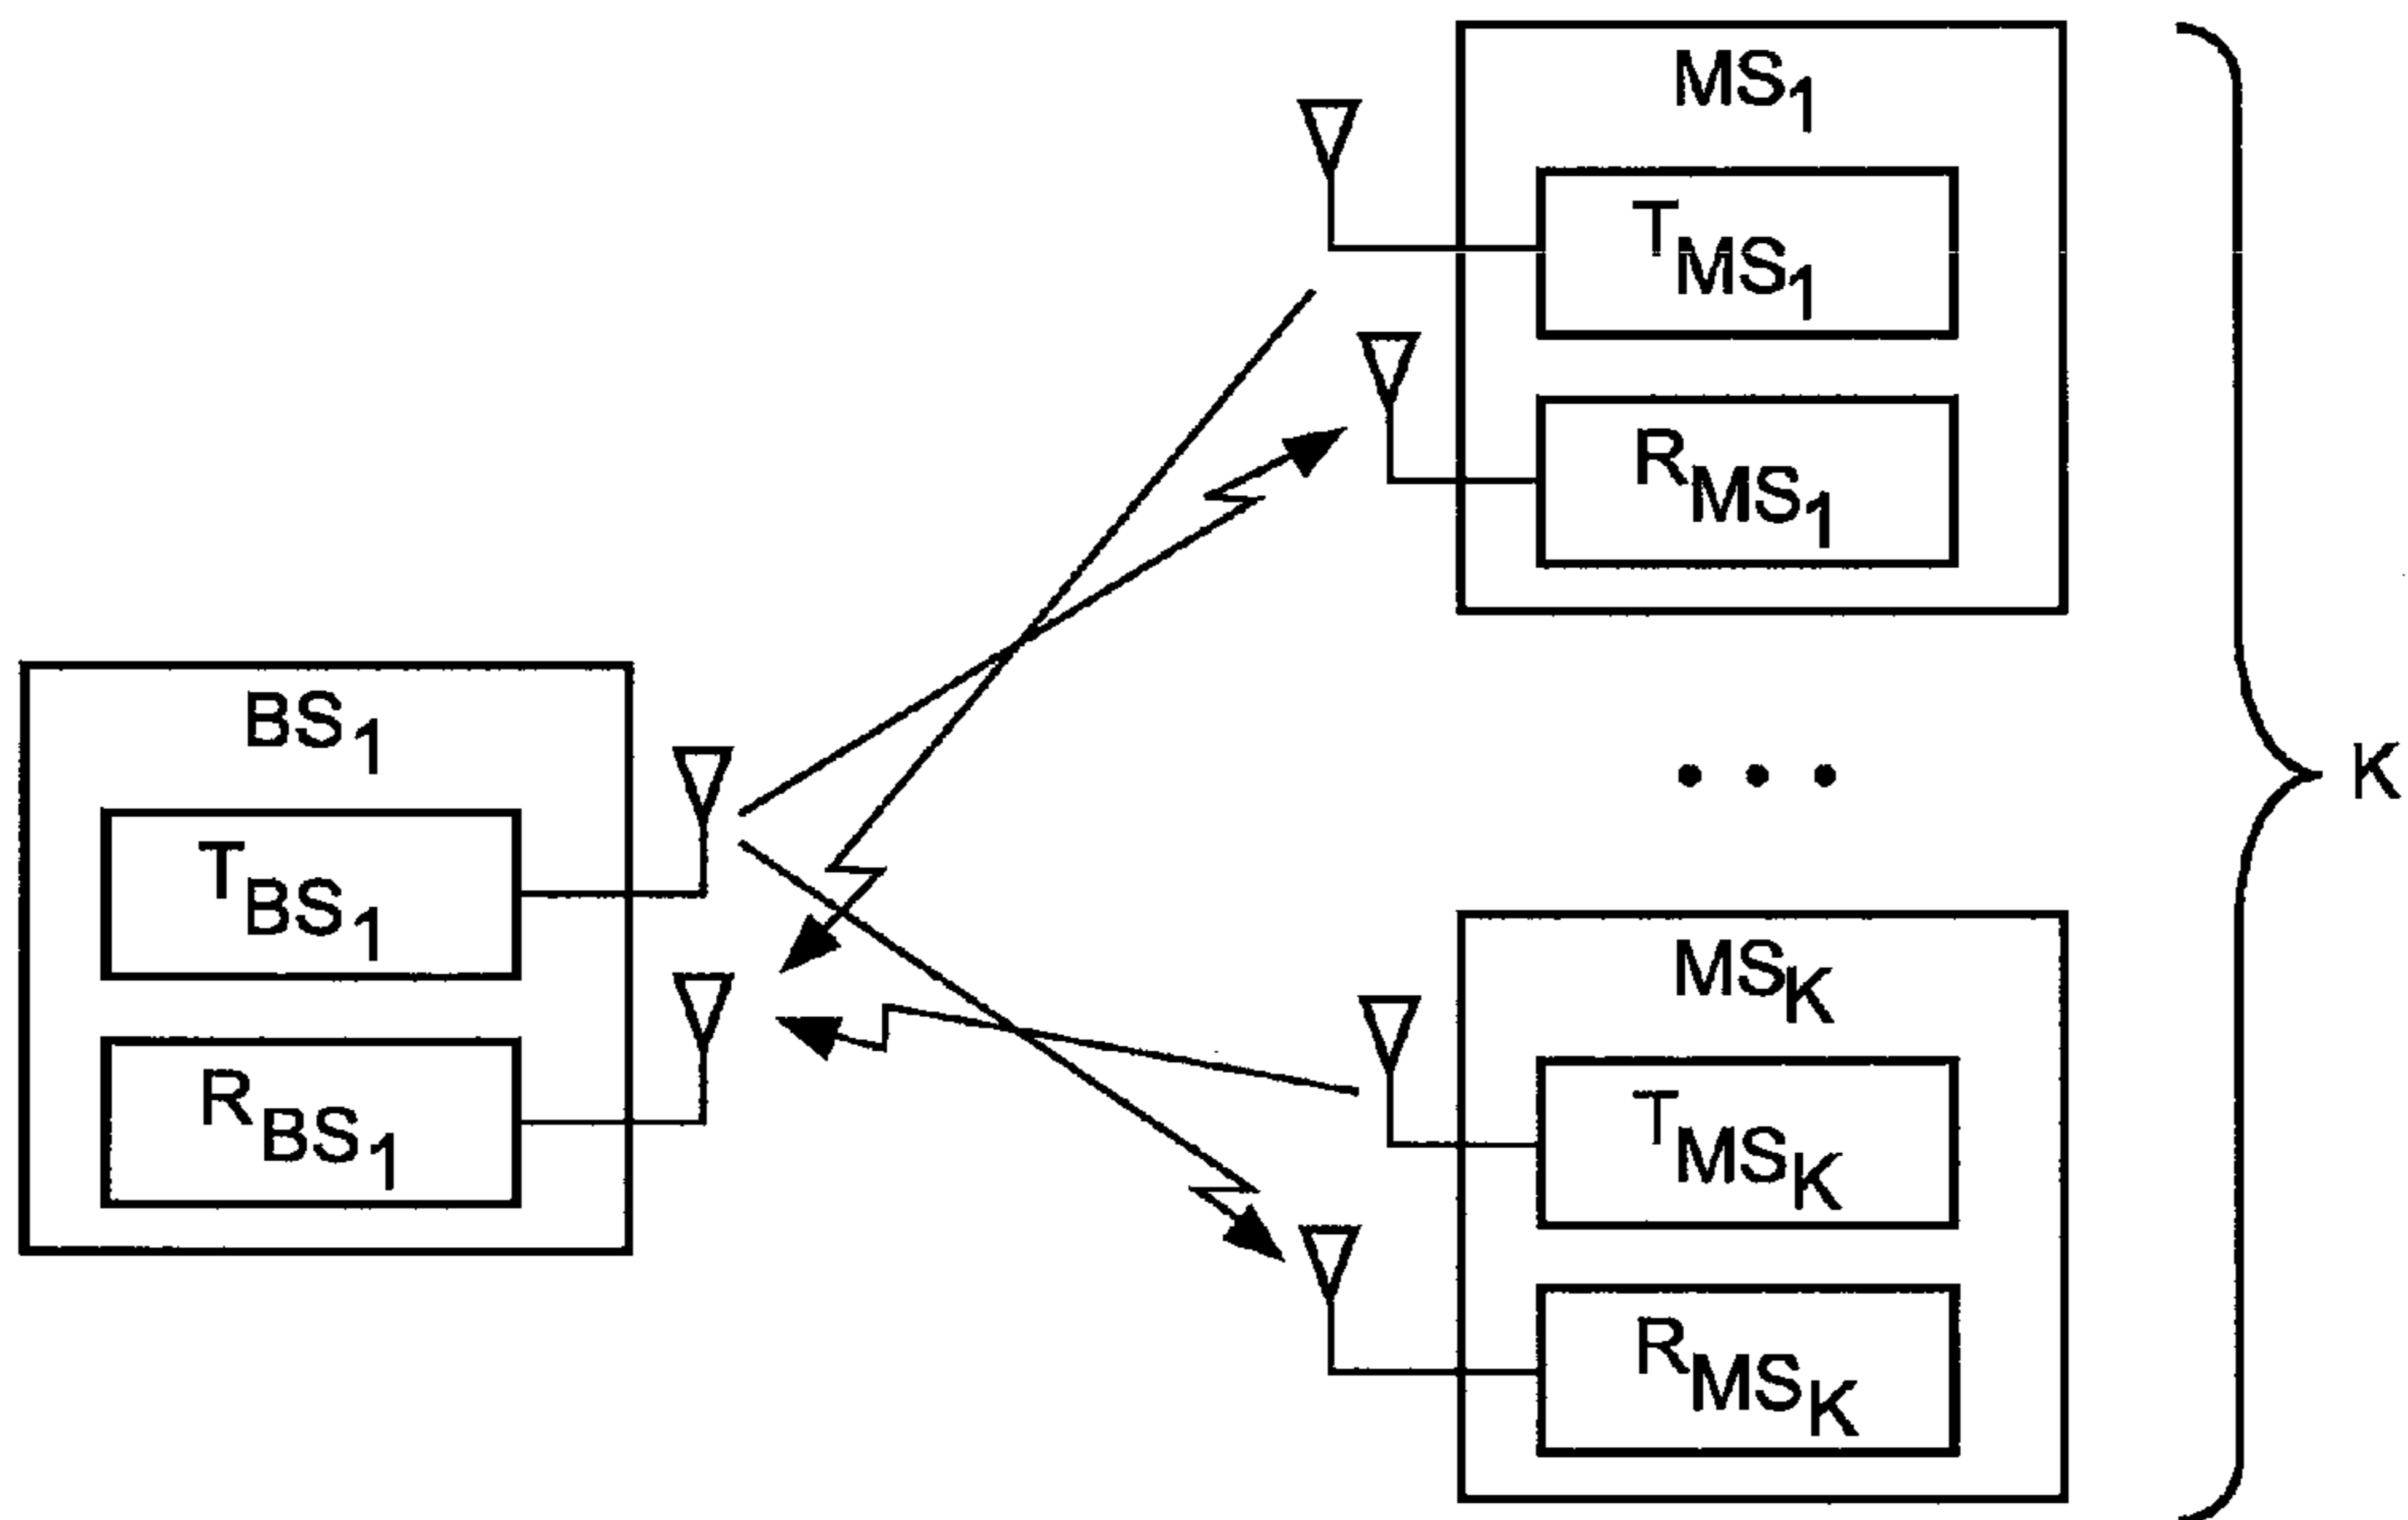 MS1
TMS1
RMS1
BS1
TBS1
RBS1
• • •
K
MSK
TMSK
RMSK